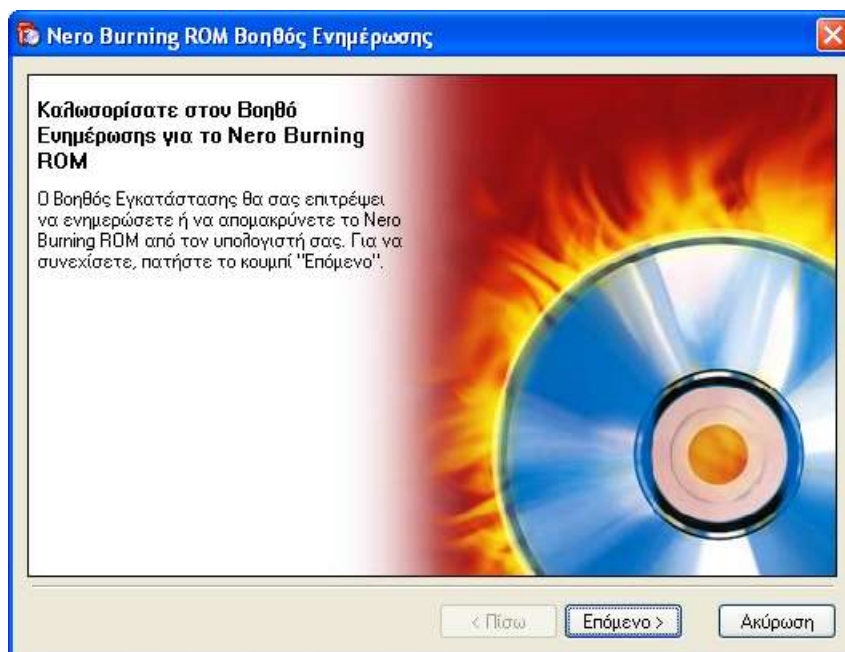 Nero Burning ROM Βοηθός Ενημέρωσης
Καλωσορίσατε στον Βοηθό
Ενημέρωσης για το Nero Burning
ROM
Ο Βοηθός Εγκατάστασης θα σας επιτρέψει
να ενημερώσετε ή να απομακρύνετε το Nero
Burning ROM από τον υπολογιστή σας. Για να
συνεχίσετε, πατήστε το κουμπί "Επόμενο".
< Πίσω
Επόμενο >
Ακύρωση